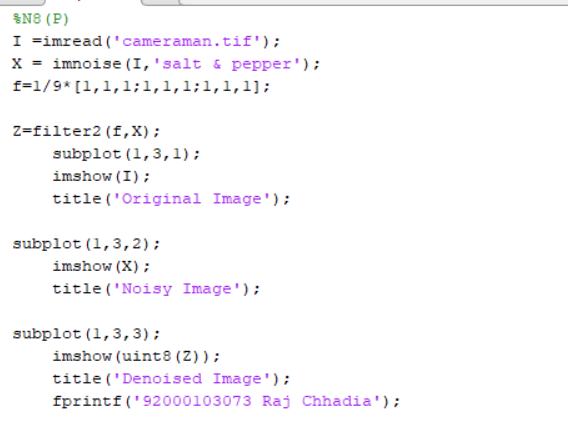 %N8(P)
I =imread('cameraman.tif');
X = imnoise(I,'salt & pepper');
f=1/9*[1,1,1;1,1,1;1,1,1];
Z=filter2(f,X);
subplot(1,3,1);
imshow(I);
title('Original Image');
subplot(1,3,2);
imshow(X);
title('Noisy Image');
subplot(1,3,3);
imshow(uint8(Z));
title('Denoised Image');
fprintf('92000103073 Raj Chhadia');